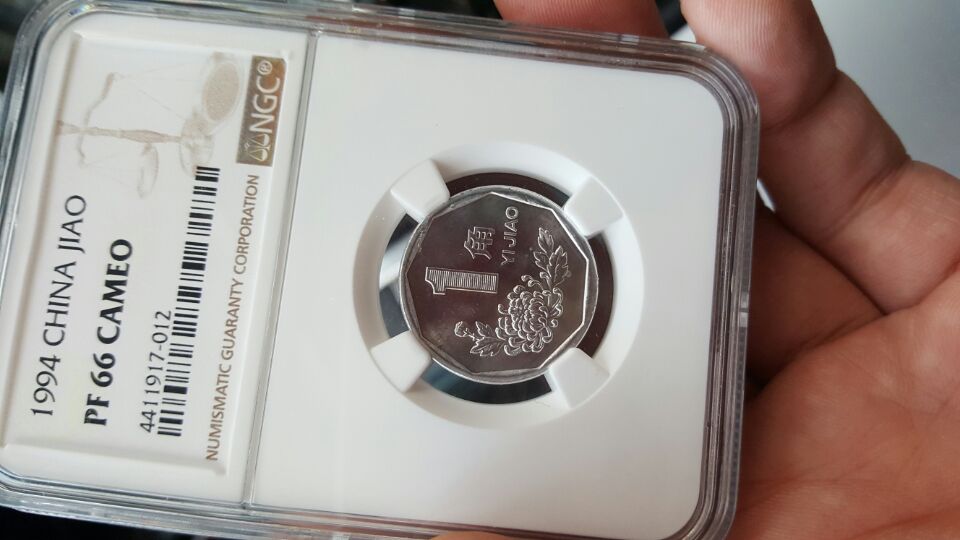 1994 CHINA JIAO
PF 66 CAMEO
4411917-012
NGC®
NUMISMATIC GUARANTY CORPORATION
1 角
YI JIAO